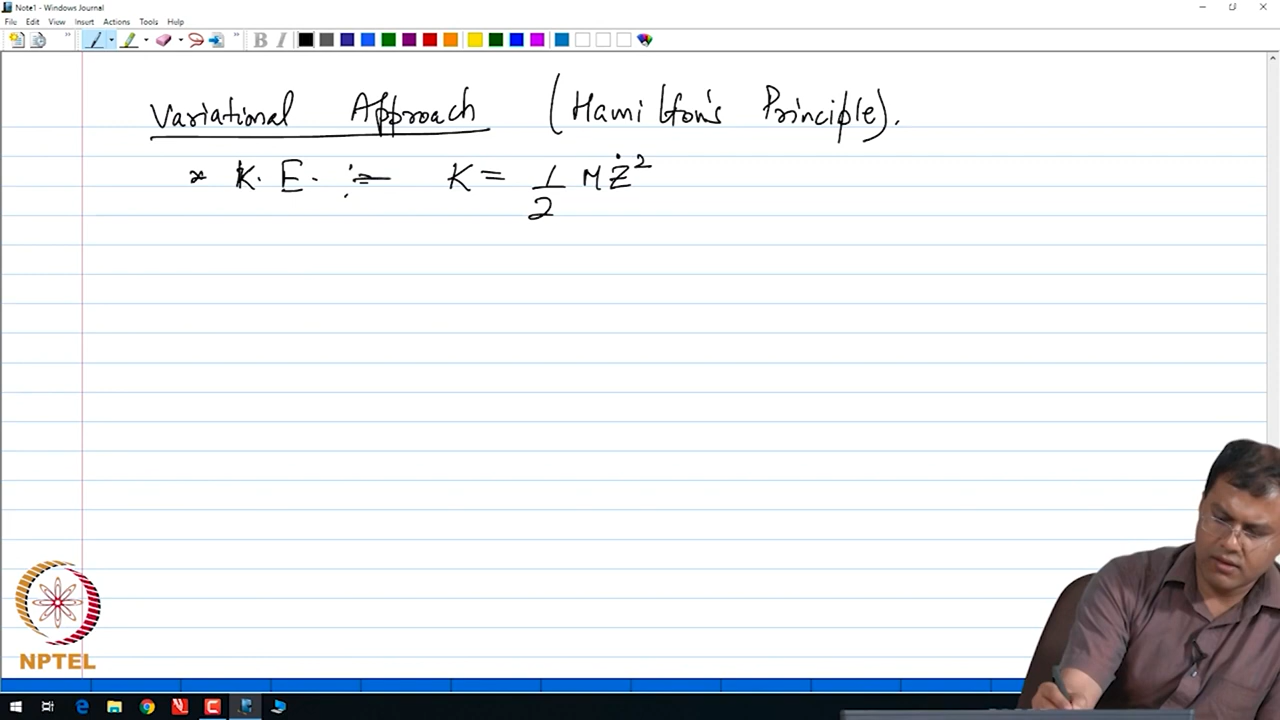 Note1 - Windows Journal
File Edit View Insert Actions Tools Help
B I
Variational Approach (Hamilton's Principle).
* K.E. :- K = 1/2 MŻ²
NPTEL